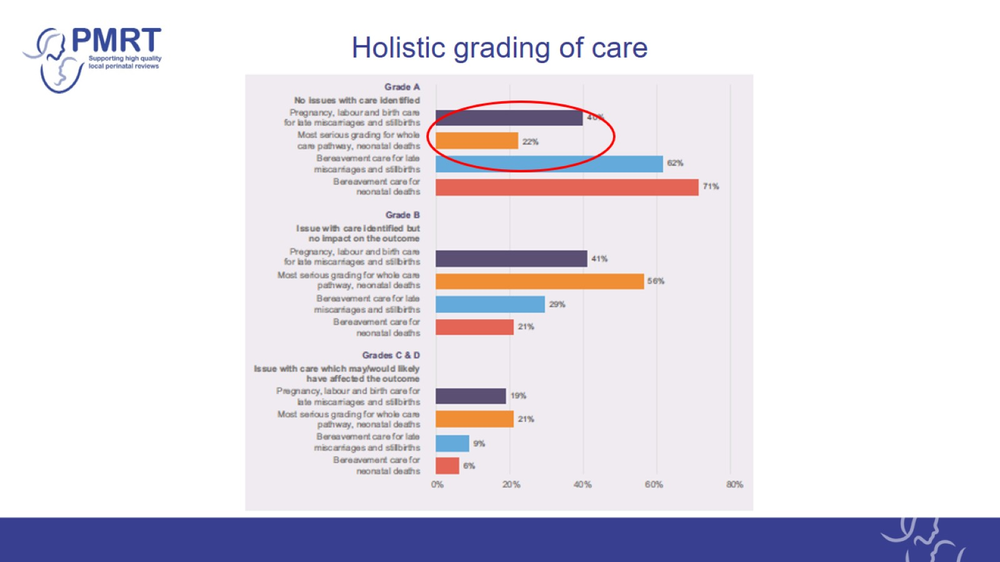 PMRT
Supporting high quality
local perinatal reviews
Holistic grading of care
Grade A
No issues with care identified
Pregnancy, labour and birth care
for late miscarriages and stillbirths
40%
Most serious grading for whole
care pathway, neonatal deaths
22%
Bereavement care for late
miscarriages and stillbirths
62%
Bereavement care for
neonatal deaths
71%
Grade B
Issue with care identified but
no impact on the outcome
Pregnancy, labour and birth care
for late miscarriages and stillbirths
41%
Most serious grading for whole care
pathway, neonatal deaths
56%
Bereavement care for late
miscarriages and stillbirths
29%
Bereavement care for
neonatal deaths
21%
Grades C & D
Issue with care which may/would likely
have affected the outcome
Pregnancy, labour and birth care for
late miscarriages and stillbirths
19%
Most serious grading for whole care
pathway, neonatal deaths
21%
Bereavement care for late
miscarriages and stillbirths
9%
Bereavement care for
neonatal deaths
6%
0% 20% 40% 60% 80%